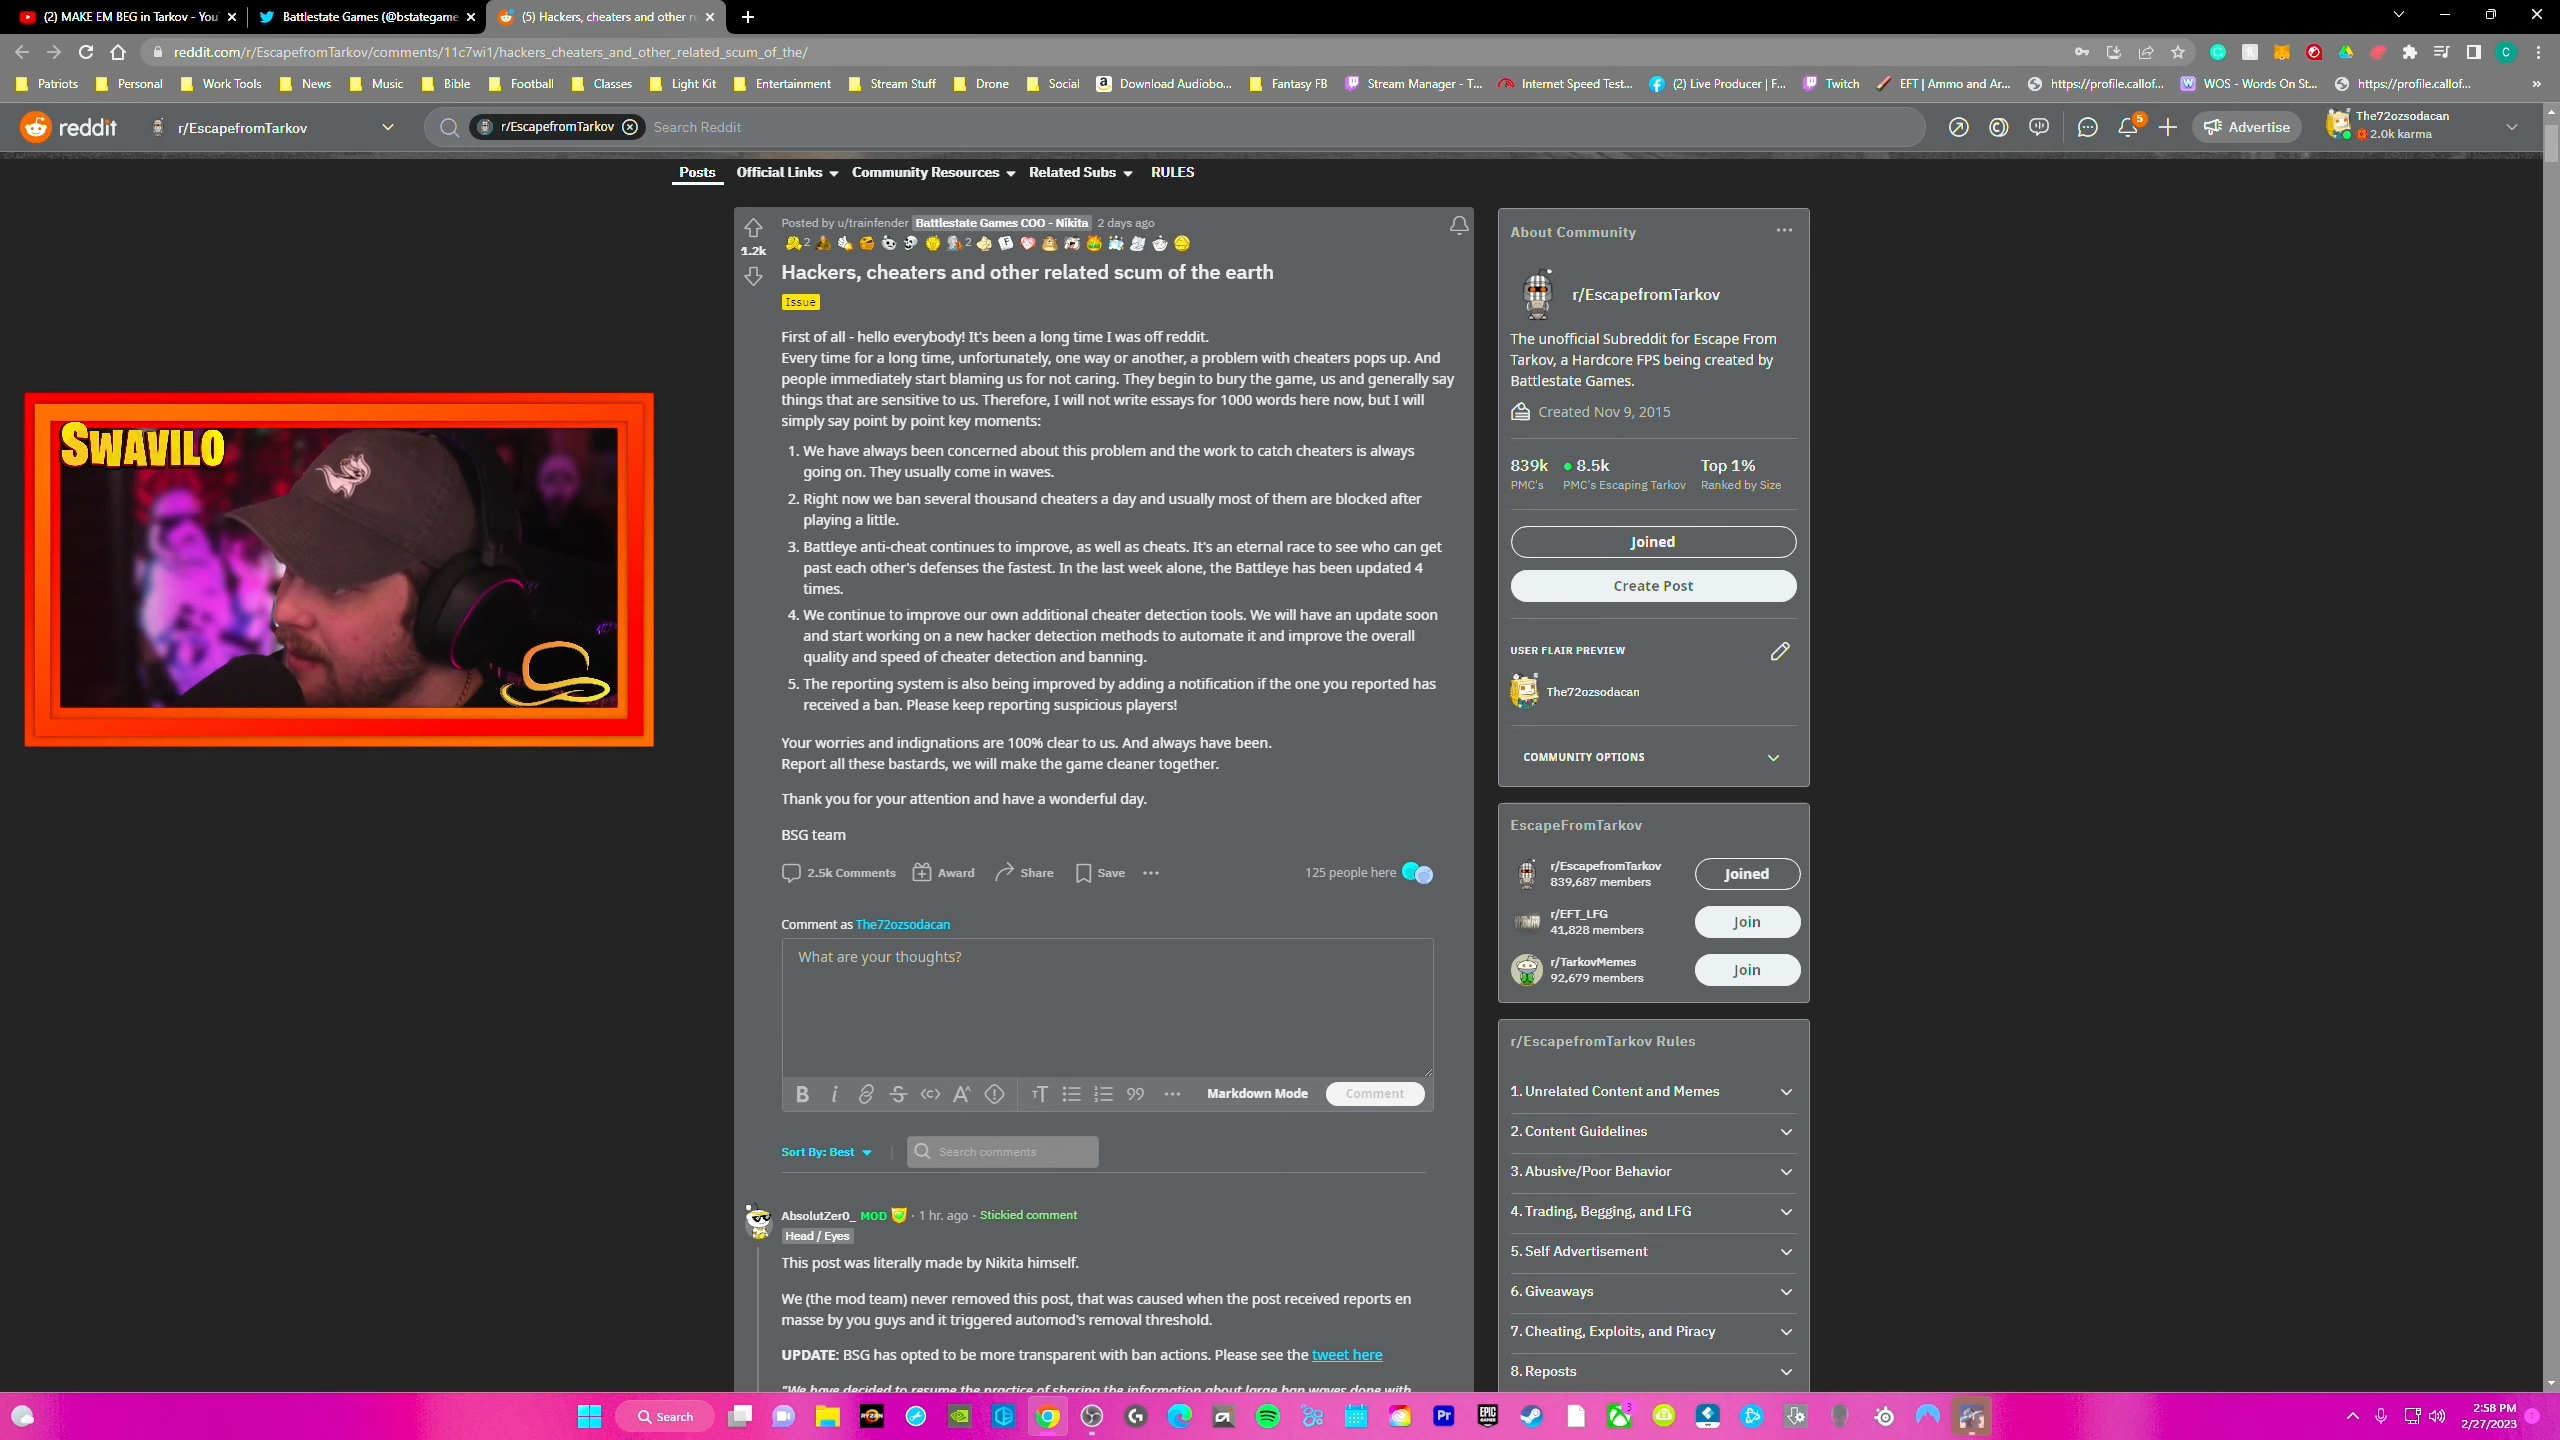 (2) MAKE EM BEG in Tarkov - You
Battlestate Games (@bstategame
(5) Hackers, cheaters and other r
reddit.com/r/EscapefromTarkov/comments/11c7wi1/hackers_cheaters_and_other_related_scum_of_the/
C
Patriots
Personal
Work Tools
News
Music
Bible
Football
Classes
Light Kit
Entertainment
Stream Stuff
Drone
Social
Download Audiobo...
Fantasy FB
Stream Manager - T...
Internet Speed Test...
(2) Live Producer | F...
Twitch
EFT | Ammo and Ar...
https://profile.callof...
WOS - Words On St...
https://profile.callof...
reddit
r/EscapefromTarkov
r/EscapefromTarkov
Search Reddit
5
Advertise
The72ozsodacan
2.0k karma
Posts
Official Links
Community Resources
Related Subs
RULES
SWAVILO
1.2k
Posted by u/trainfender Battlestate Games COO - Nikita 2 days ago
2
2
Hackers, cheaters and other related scum of the earth
Issue
First of all - hello everybody! It's been a long time I was off reddit.
Every time for a long time, unfortunately, one way or another, a problem with cheaters pops up. And
people immediately start blaming us for not caring. They begin to bury the game, us and generally say
things that are sensitive to us. Therefore, I will not write essays for 1000 words here now, but I will
simply say point by point key moments:
1. We have always been concerned about this problem and the work to catch cheaters is always
going on. They usually come in waves.
2. Right now we ban several thousand cheaters a day and usually most of them are blocked after
playing a little.
3. Battleye anti-cheat continues to improve, as well as cheats. It's an eternal race to see who can get
past each other's defenses the fastest. In the last week alone, the Battleye has been updated 4
times.
4. We continue to improve our own additional cheater detection tools. We will have an update soon
and start working on a new hacker detection methods to automate it and improve the overall
quality and speed of cheater detection and banning.
5. The reporting system is also being improved by adding a notification if the one you reported has
received a ban. Please keep reporting suspicious players!
Your worries and indignations are 100% clear to us. And always have been.
Report all these bastards, we will make the game cleaner together.
Thank you for your attention and have a wonderful day.
BSG team
2.5k Comments
Award
Share
Save
125 people here
Comment as The72ozsodacan
What are your thoughts?
Markdown Mode
Comment
Sort By: Best
Search comments
AbsolutZer0_ MOD · 1 hr. ago · Stickied comment
Head / Eyes
This post was literally made by Nikita himself.
We (the mod team) never removed this post, that was caused when the post received reports en
masse by you guys and it triggered automod's removal threshold.
UPDATE: BSG has opted to be more transparent with ban actions. Please see the tweet here
"We have decided to resume the practice of sharing the information about large ban waves done with
About Community
r/EscapefromTarkov
The unofficial Subreddit for Escape From
Tarkov, a Hardcore FPS being created by
Battlestate Games.
Created Nov 9, 2015
839k
8.5k
Top 1%
PMC's
PMC's Escaping Tarkov
Ranked by Size
Joined
Create Post
USER FLAIR PREVIEW
The72ozsodacan
COMMUNITY OPTIONS
EscapeFromTarkov
r/EscapefromTarkov
839,687 members
Joined
r/EFT_LFG
41,828 members
Join
r/TarkovMemes
92,679 members
Join
r/EscapefromTarkov Rules
1. Unrelated Content and Memes
2. Content Guidelines
3. Abusive/Poor Behavior
4. Trading, Begging, and LFG
5. Self Advertisement
6. Giveaways
7. Cheating, Exploits, and Piracy
8. Reposts
Search
RYZEN
Pr
EPIC
GAMES
3
2:58 PM
2/27/2023
1